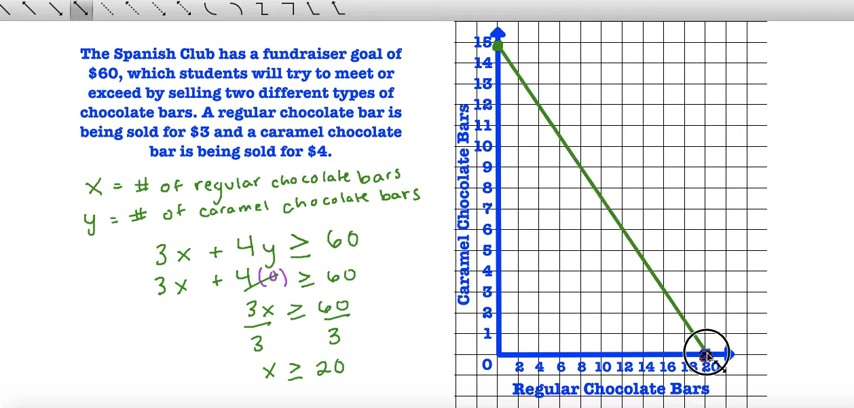 The Spanish Club has a fundraiser goal of
$60, which students will try to meet or
exceed by selling two different types of
chocolate bars. A regular chocolate bar is
being sold for $3 and a caramel chocolate
bar is being sold for $4.
x = # of regular chocolate bars
y = # of caramel chocolate bars
3x + 4y ≥ 60
3x + 4(0) ≥ 60
3x ≥ 60
3 3
x ≥ 20
Caramel Chocolate Bars
15
14
13
12
11
10
9
8
7
6
5
4
3
2
1
0 2 4 6 8 10 12 14 16 18 20
Regular Chocolate Bars